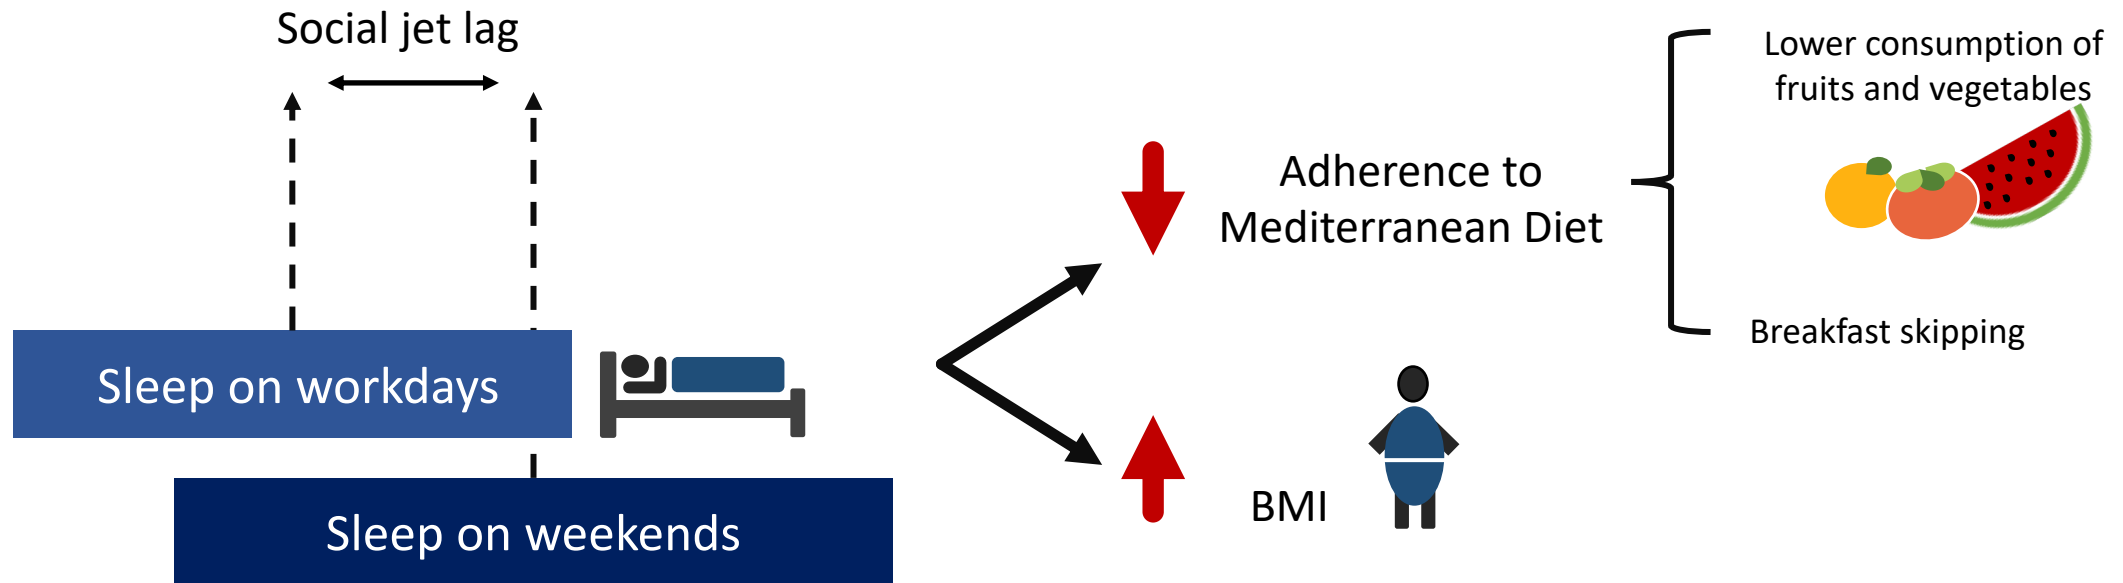 Social jet lag
Sleep on workdays
Sleep on weekends
Adherence to
Mediterranean Diet
BMI
Lower consumption of
fruits and vegetables
Breakfast skipping